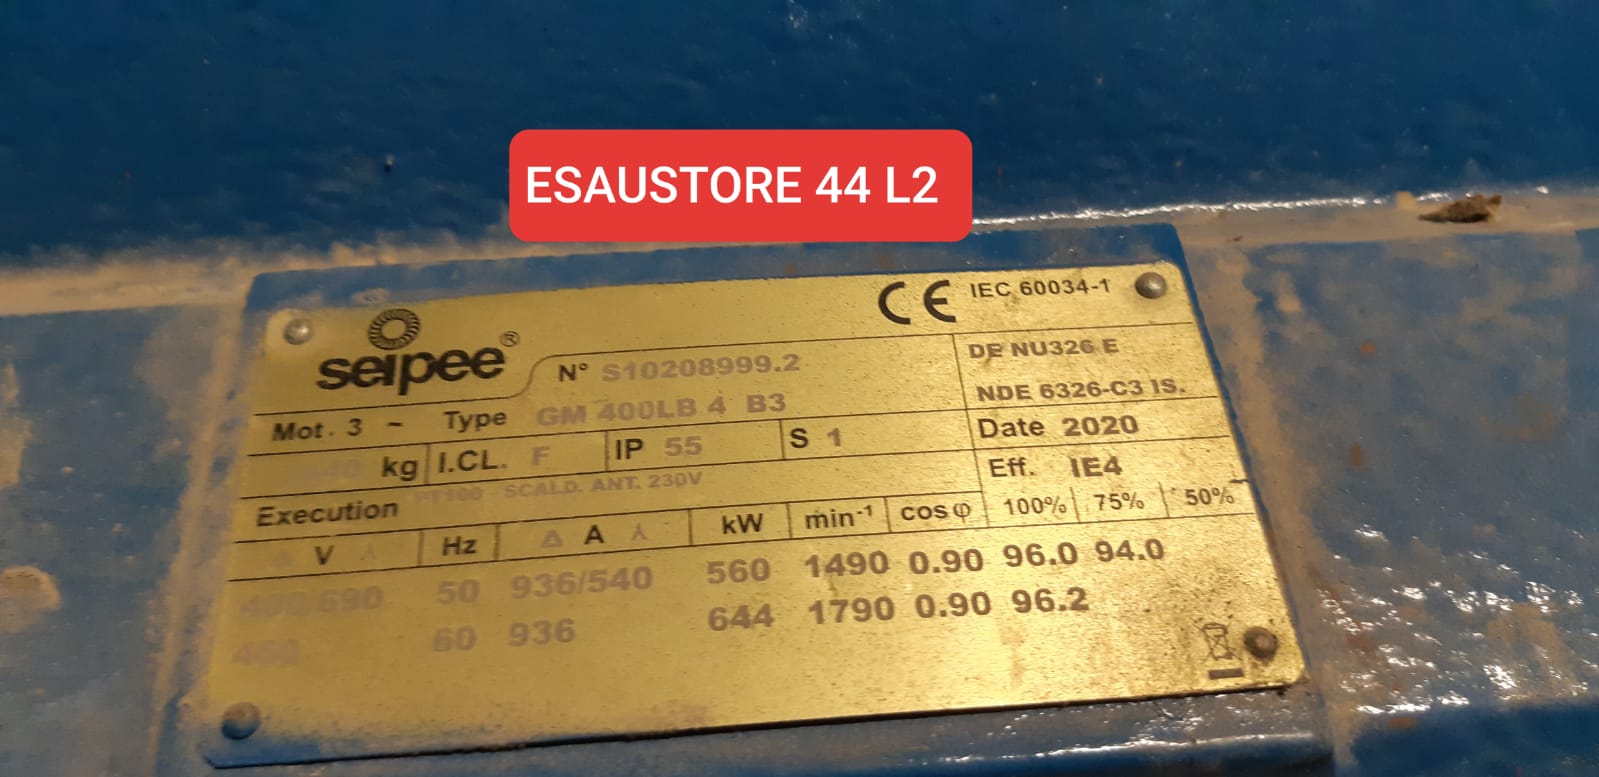 ESAUSTORE 44 L2
CE IEC 60034-1
seipee®
N° S10208999.2
DE NU326 E
NDE 6326-C3 IS.
Mot. 3 ~ Type GM 400LB 4 B3
Date 2020
kg I.CL. F IP 55 S 1
Eff. IE4
Execution PT100 SCALD. ANT. 230V
100% 75% 50%
Δ V Hz Δ A kW min⁻¹ cosφ
400/690 50 936/540 560 1490 0.90 96.0 94.0
460 60 936 644 1790 0.90 96.2